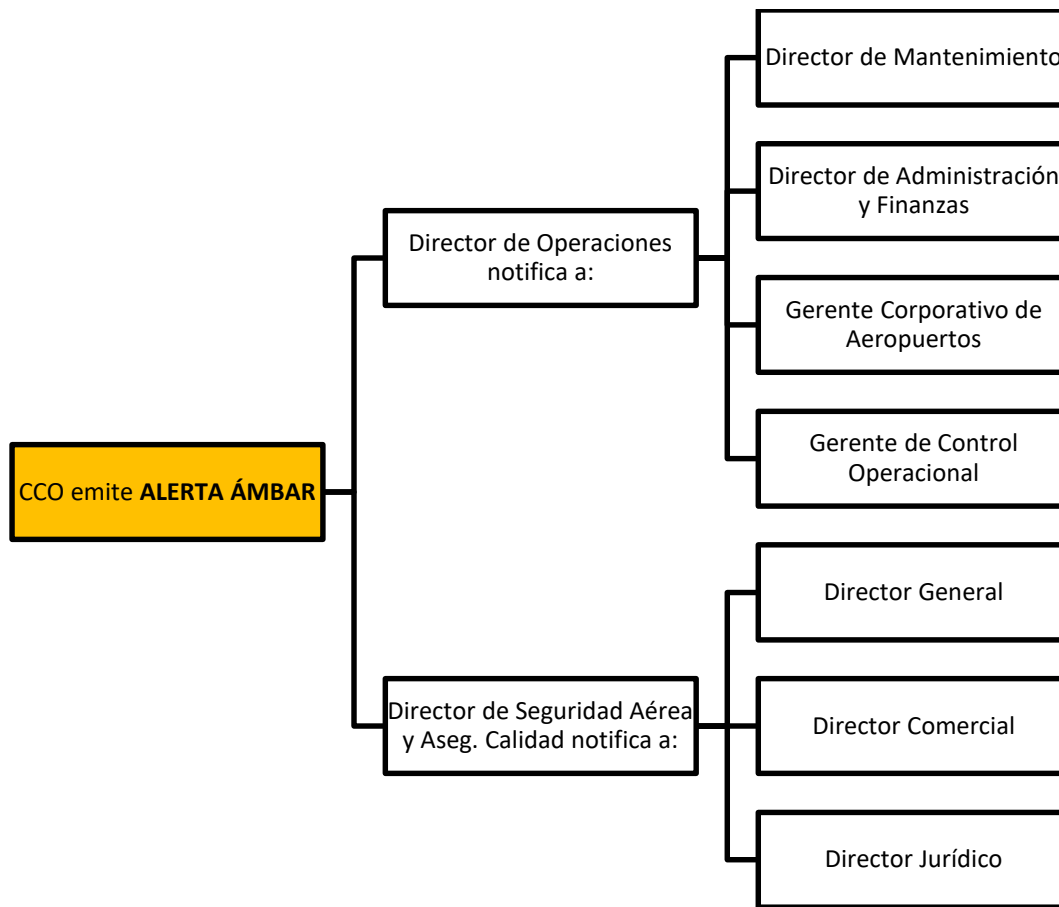 Director de Mantenimiento
Director de Administración
y Finanzas
Director de Operaciones
notifica a:
Gerente Corporativo de
Aeropuertos
Gerente de Control
Operacional
CCO emite ALERTA ÁMBAR
Director General
Director de Seguridad Aérea
y Aseg. Calidad notifica a:
Director Comercial
Director Jurídico